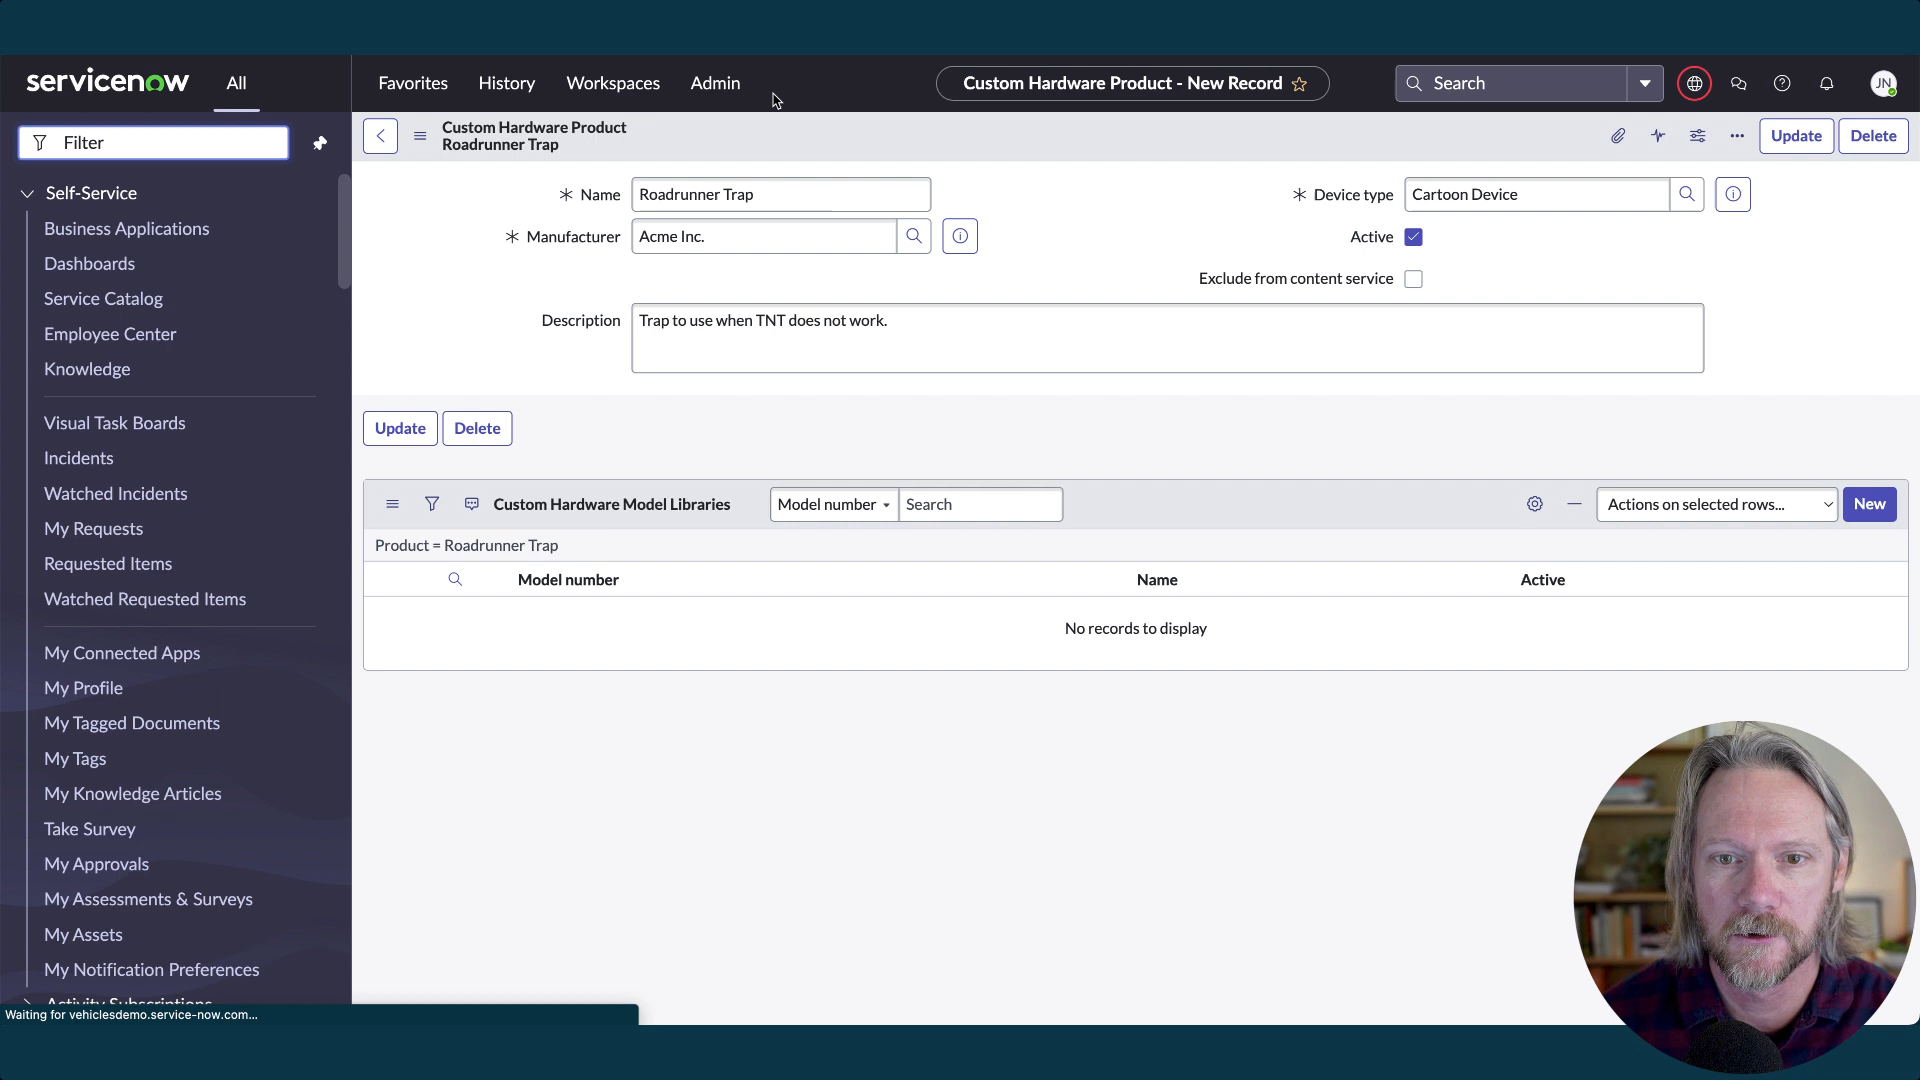 servicenow
All
Favorites
History
Workspaces
Admin
Custom Hardware Product - New Record
Search
JN
Filter
Custom Hardware Product
Roadrunner Trap
Update
Delete
Self-Service
Business Applications
Dashboards
Service Catalog
Employee Center
Knowledge
Visual Task Boards
Incidents
Watched Incidents
My Requests
Requested Items
Watched Requested Items
My Connected Apps
My Profile
My Tagged Documents
My Tags
My Knowledge Articles
Take Survey
My Approvals
My Assessments & Surveys
My Assets
My Notification Preferences
Activity Subscriptions
Waiting for vehiclesdemo.service-now.com...
Name
Roadrunner Trap
Device type
Cartoon Device
Manufacturer
Acme Inc.
Active
Exclude from content service
Description
Trap to use when TNT does not work.
Update
Delete
Custom Hardware Model Libraries
Model number
Search
Actions on selected rows...
New
Product = Roadrunner Trap
Model number
Name
Active
No records to display